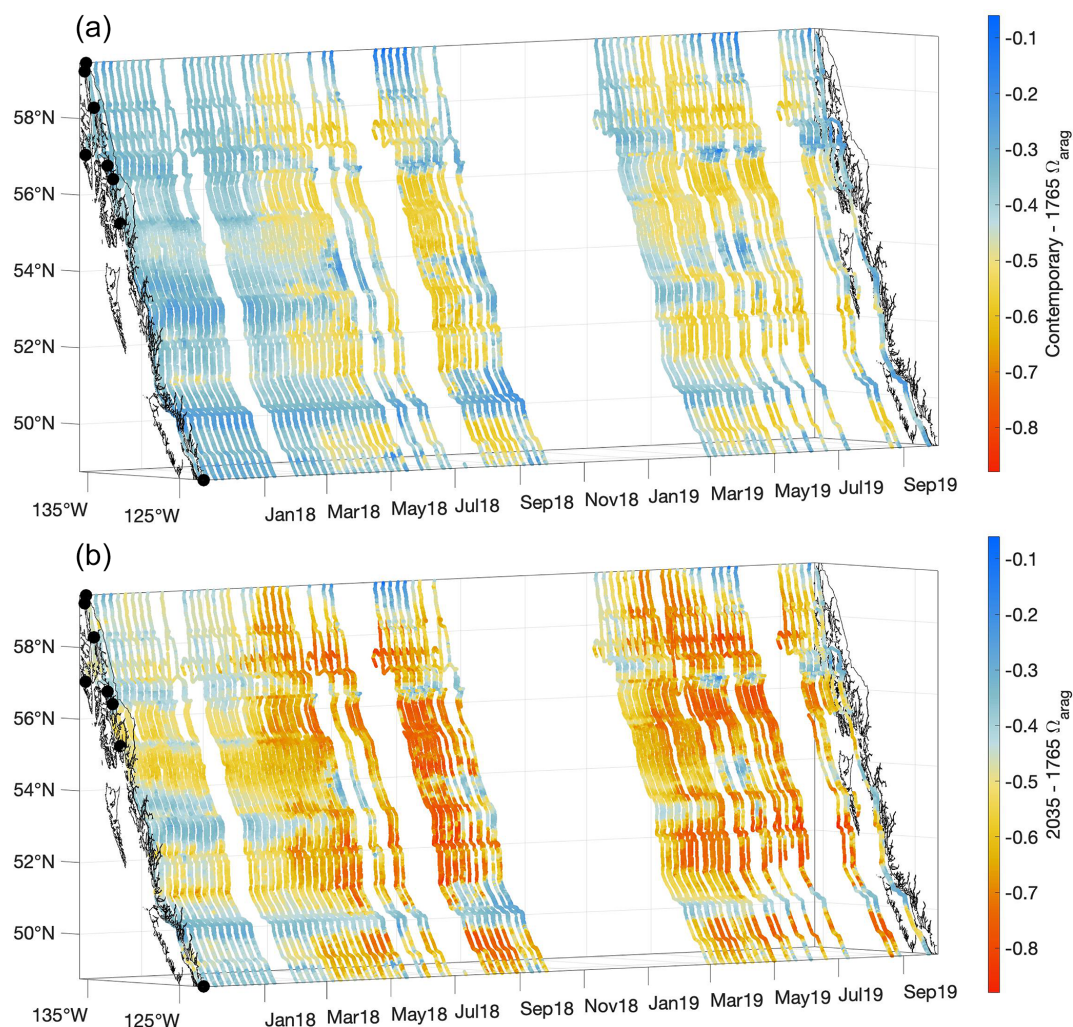 (a)
58°N
56°N
54°N
52°N
50°N
135°W
125°W
Jan18 Mar18 May18 Jul18 Sep18 Nov18 Jan19 Mar19 May19 Jul19 Sep19
-0.1
-0.2
-0.3
-0.4
-0.5
-0.6
-0.7
-0.8
Contemporary - 1765 Ωarag
(b)
58°N
56°N
54°N
52°N
50°N
135°W
125°W
Jan18 Mar18 May18 Jul18 Sep18 Nov18 Jan19 Mar19 May19 Jul19 Sep19
-0.1
-0.2
-0.3
-0.4
-0.5
-0.6
-0.7
-0.8
2035 - 1765 Ωarag